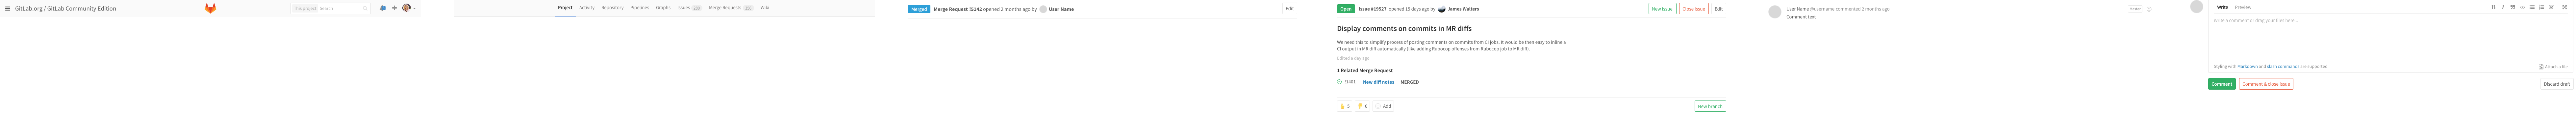 GitLab.org / GitLab Community Edition
This project Search
Project Activity Repository Pipelines Graphs Issues Merge Requests Wiki
Merged Merge Request !5142 opened 2 months ago by User Name Edit
Open Issue #19527 opened 15 days ago by James Walters New issue Close issue Edit
Display comments on commits in MR diffs
We need this to simplify process of posting comments on commits from CI jobs. It would be then easy to inline a
CI output in MR diff automatically (like adding Rubocop offenses from Rubocop job to MR diff).
Edited a day ago
1 Related Merge Request
New diff notes MERGED
5 0 Add New branch
User Name @username commented 2 months ago
Comment text
Write Preview
Write a comment or drag your files here...
Styling with Markdown and slash commands are supported Attach a file
Comment Comment & close issue Discard draft